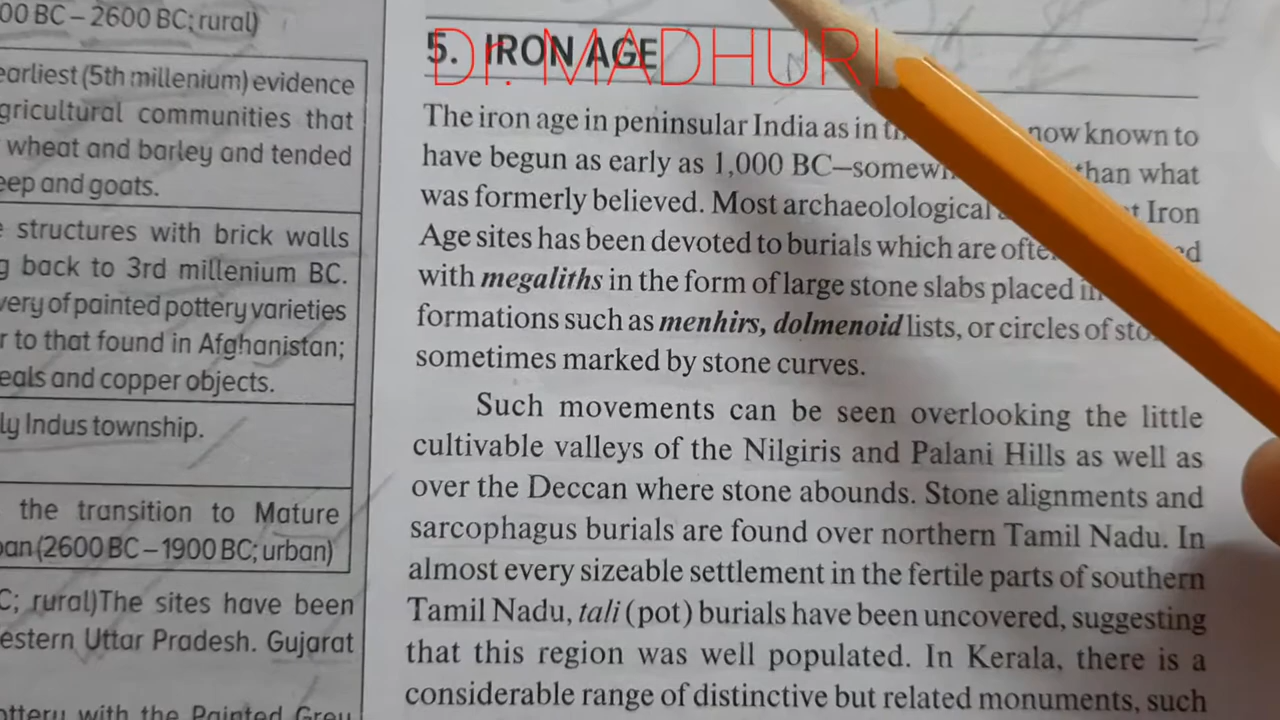 00 BC – 2600 BC; rural)
earliest (5th millenium) evidence
gricultural communities that
wheat and barley and tended
eep and goats.
structures with brick walls
g back to 3rd millenium BC.
very of painted pottery varieties
r to that found in Afghanistan;
eals and copper objects.
ly Indus township.
the transition to Mature
ban (2600 BC – 1900 BC; urban)
C; rural)The sites have been
estern Uttar Pradesh. Gujarat
ottery with the Painted Grey
Dr. MADHURI
5. IRON AGE
The iron age in peninsular India as in now known to
have begun as early as 1,000 BC–somew than what
was formerly believed. Most archaeolological Iron
Age sites has been devoted to burials which are ofte ed
with megaliths in the form of large stone slabs placed in
formations such as menhirs, dolmenoid lists, or circles of sto
sometimes marked by stone curves.
Such movements can be seen overlooking the little
cultivable valleys of the Nilgiris and Palani Hills as well as
over the Deccan where stone abounds. Stone alignments and
sarcophagus burials are found over northern Tamil Nadu. In
almost every sizeable settlement in the fertile parts of southern
Tamil Nadu, tali (pot) burials have been uncovered, suggesting
that this region was well populated. In Kerala, there is a
considerable range of distinctive but related monuments, such